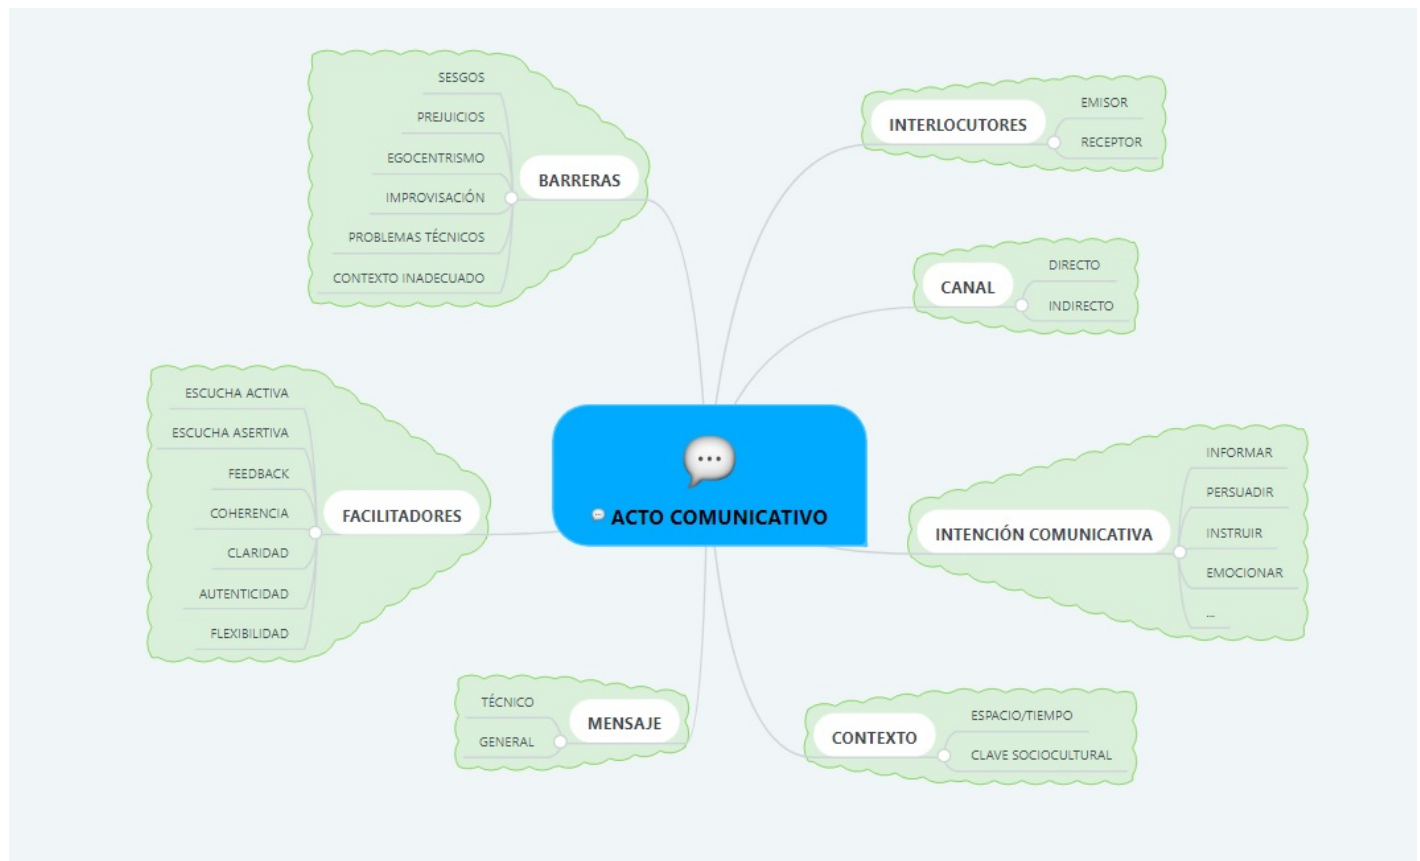 ACTO COMUNICATIVO
INTERLOCUTORES
EMISOR
RECEPTOR
CANAL
DIRECTO
INDIRECTO
INTENCIÓN COMUNICATIVA
INFORMAR
PERSUADIR
INSTRUIR
EMOCIONAR
...
CONTEXTO
ESPACIO/TIEMPO
CLAVE SOCIOCULTURAL
MENSAJE
TÉCNICO
GENERAL
FACILITADORES
ESCUCHA ACTIVA
ESCUCHA ASERTIVA
FEEDBACK
COHERENCIA
CLARIDAD
AUTENTICIDAD
FLEXIBILIDAD
BARRERAS
SESGOS
PREJUICIOS
EGOCENTRISMO
IMPROVISACIÓN
PROBLEMAS TÉCNICOS
CONTEXTO INADECUADO